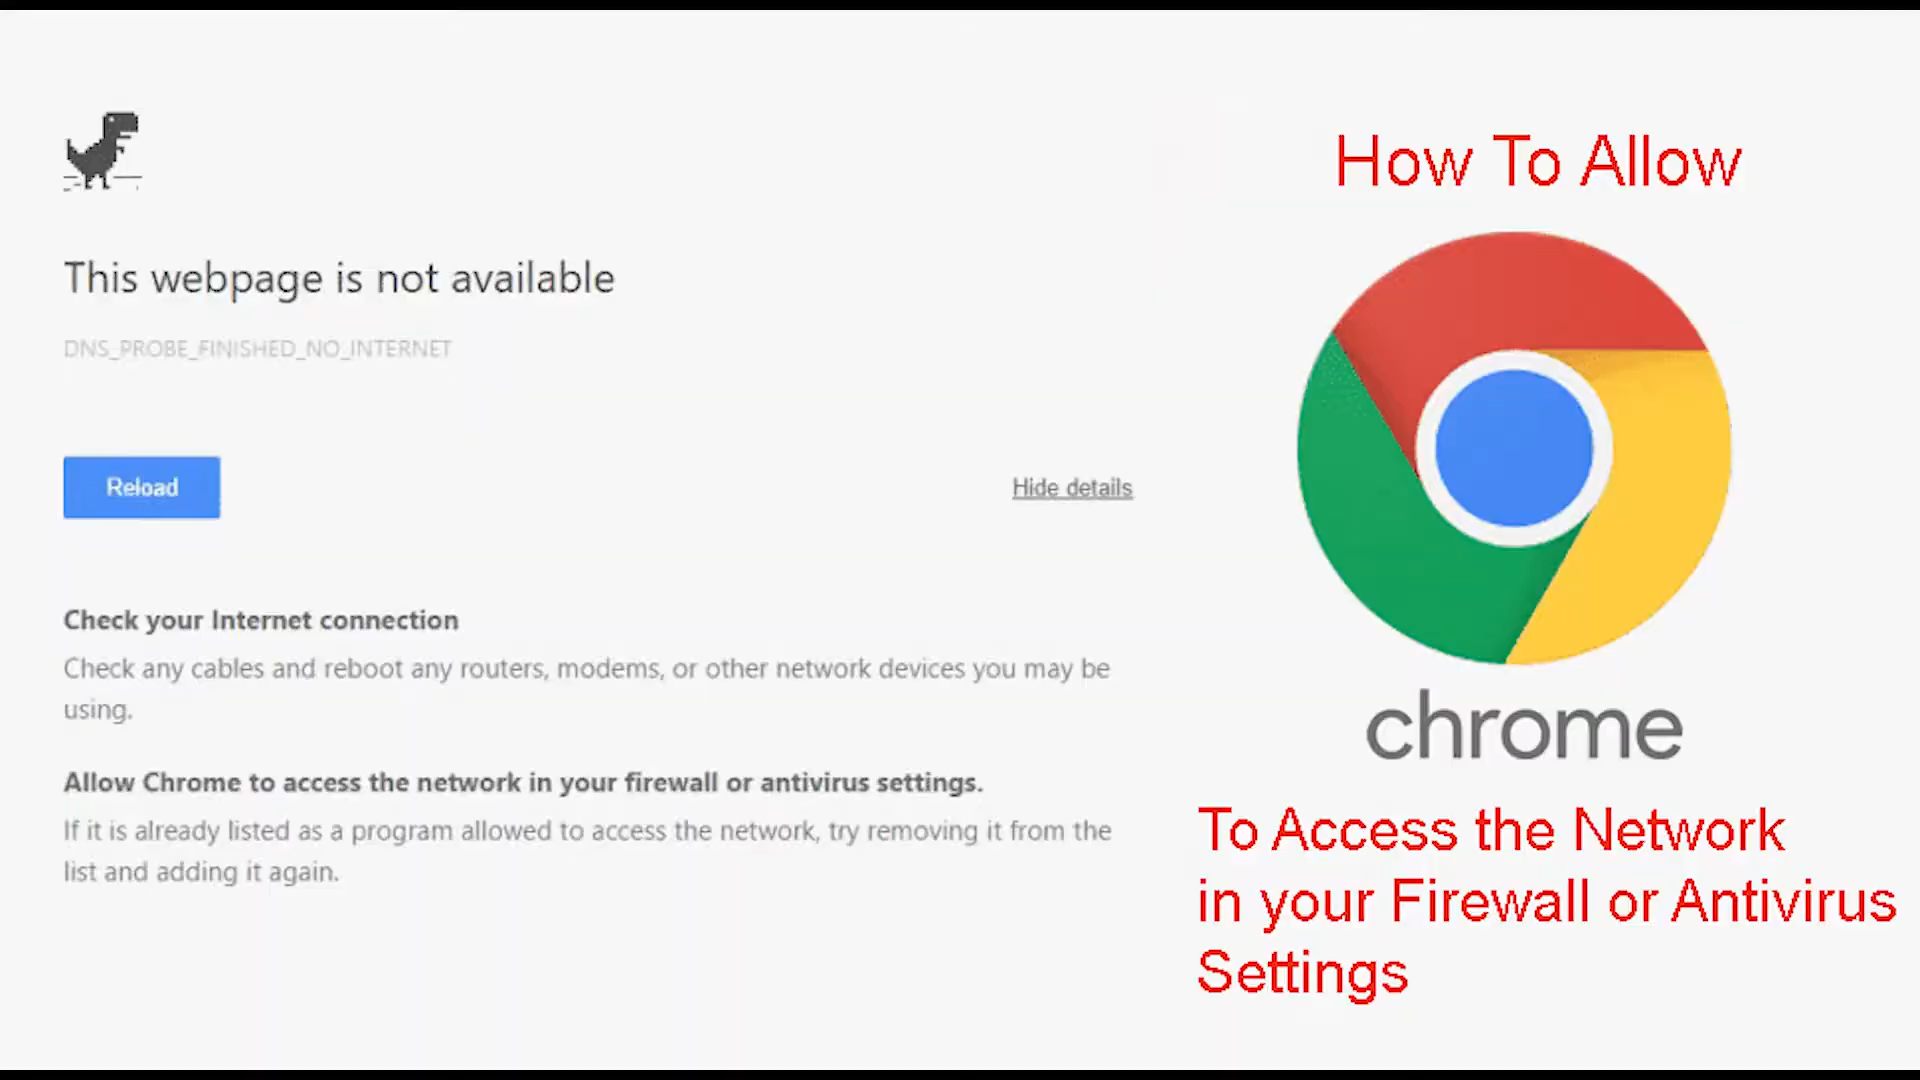 This webpage is not available
DNS_PROBE_FINISHED_NO_INTERNET
Reload
Hide details
Check your Internet connection
Check any cables and reboot any routers, modems, or other network devices you may be
using.
Allow Chrome to access the network in your firewall or antivirus settings.
If it is already listed as a program allowed to access the network, try removing it from the
list and adding it again.
How To Allow
chrome
To Access the Network
in your Firewall or Antivirus
Settings